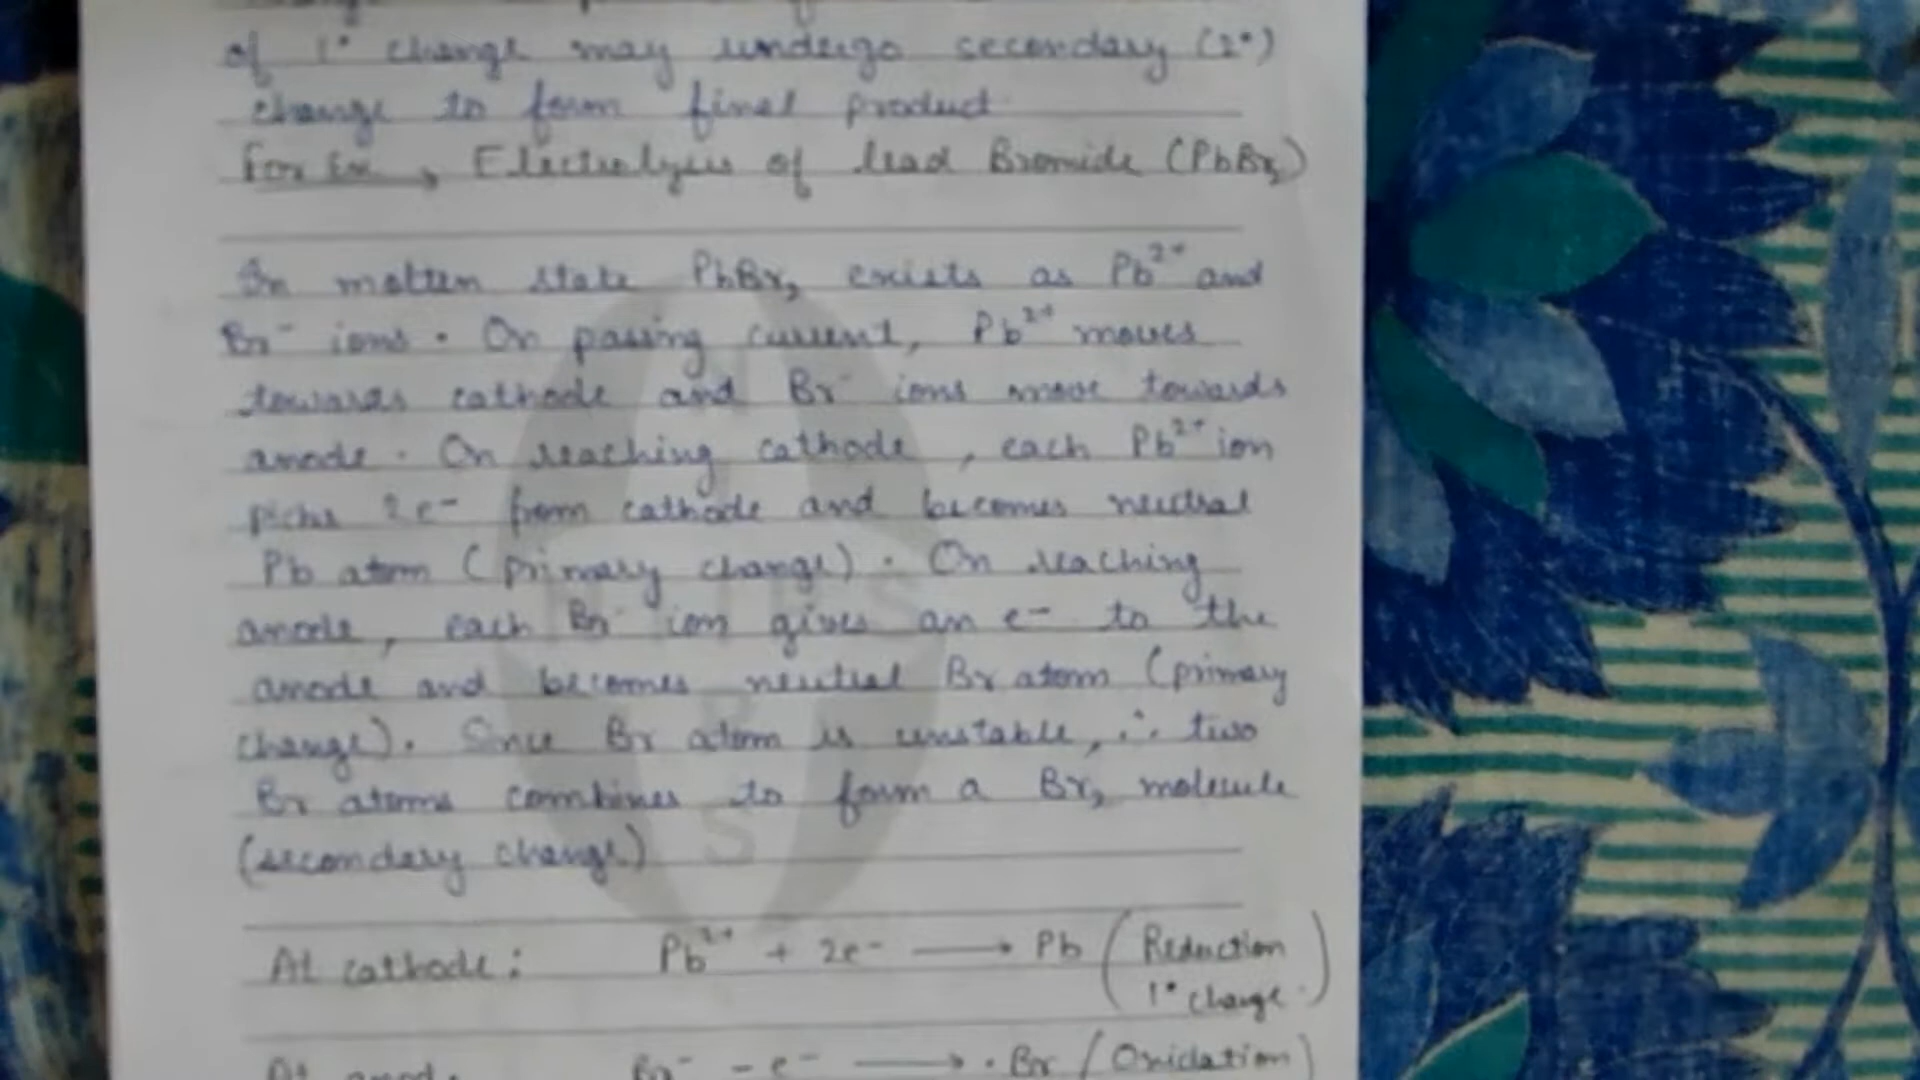 of 1° change may undergo secondary (2°)
change to form final product.
For Ex → Electrolysis of lead Bromide (PbBr₂)
In molten state PbBr₂ exists as Pb²⁺ and
Br⁻ ions. On passing current, Pb²⁺ moves
towards cathode and Br⁻ ions move towards
anode. On reaching cathode, each Pb²⁺ ion
picks 2e⁻ from cathode and becomes neutral
Pb atom (primary change). On reaching
anode, each Br⁻ ion gives an e⁻ to the
anode and becomes neutral Br atom (primary
change). Since Br atom is unstable, ∴ two
Br atoms combines to form a Br₂ molecule
(secondary change)
At cathode: Pb²⁺ + 2e⁻ → Pb (Reduction
1° change.)
At anode: Br⁻ - e⁻ → Br (Oxidation)